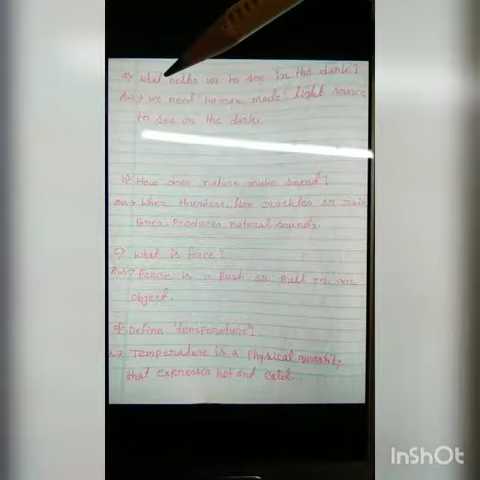 a) What helps us to see in the dark?
Ans> We need 'human made' light source
to see on the dark.
b) How does nature make sound?
Ans> When thunders, fire crackles or rain
forces, Produces natural sounds.
c) What is force?
Ans> Force is a Push or Pull on an
object.
d) Define 'temperature'?
Temperature is a Physical quantity
that expresses hot and cold.
InShOt